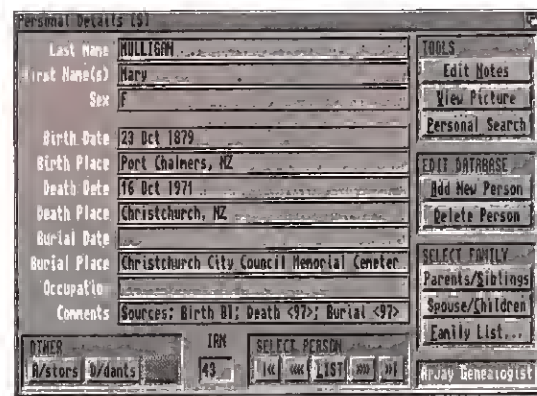 Personal Details [9]
Last Name MULLIGAN
First Name(s) Mary
Sex F
Birth Date 23 Oct 1879
Birth Place Port Chalmers, NZ
Death Date 16 Oct 1971
Death Place Christchurch, NZ
Burial Date
Burial Place Christchurch City Council Memorial Cemeter
Occupatio
Comments Sources; Birth B1; Death <97>; Burial <97>
TOOLS
Edit Notes
View Picture
Personal Search
EDIT DATABASE
Add New Person
Delete Person
SELECT FAMILY
Parents/Siblings
Spouse/Children
Family List...
OTHER
A/stors D/dants
IRN
43
SELECT PERSON
|« «« LIST »» »|
ArJay Genealogist